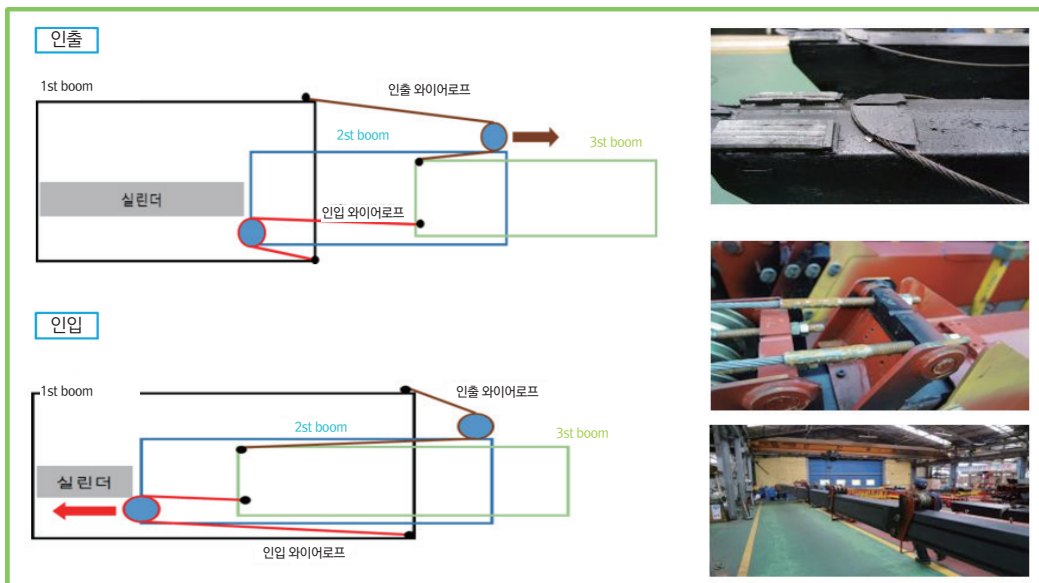 인출
1st boom
인출 와이어로프
2st boom
3st boom
실린더
인입 와이어로프
인입
1st boom
인출 와이어로프
2st boom
3st boom
실린더
인입 와이어로프